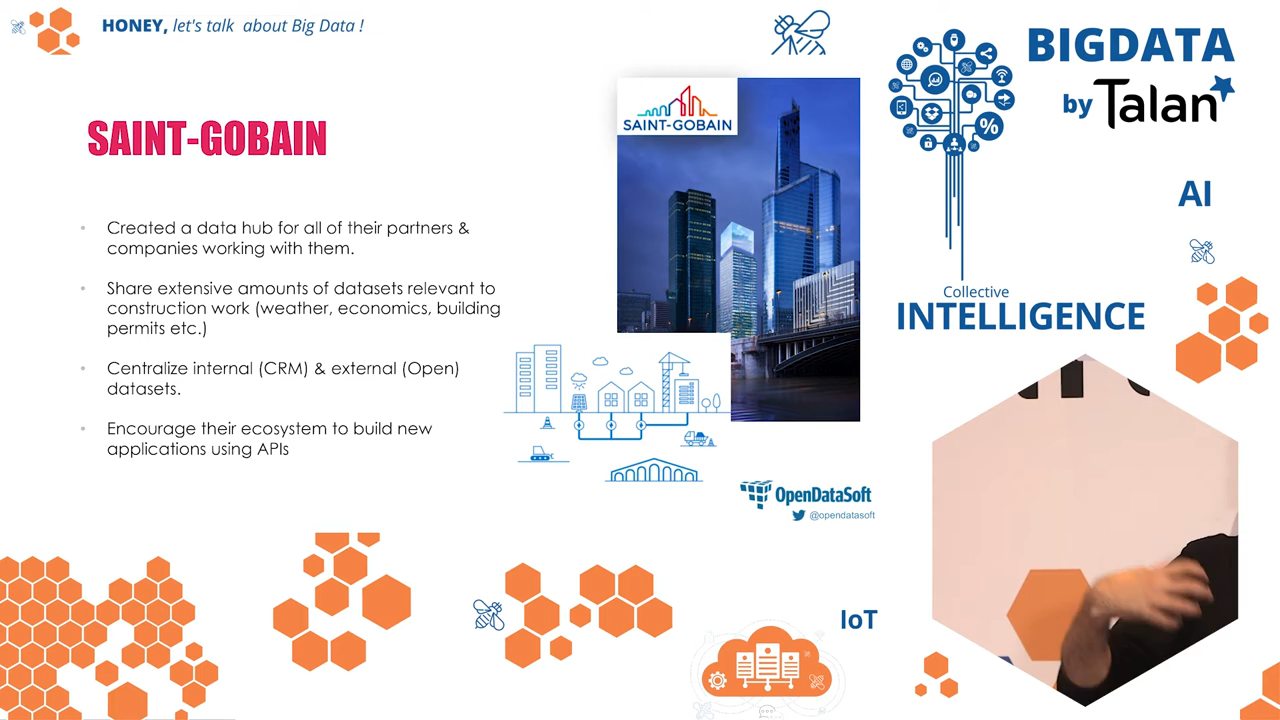 HONEY, let's talk about Big Data !
BIGDATA
by Talan
SAINT-GOBAIN
SAINT-GOBAIN
%
AI
Created a data hub for all of their partners &
companies working with them.
Share extensive amounts of datasets relevant to
construction work (weather, economics, building
permits etc.)
Centralize internal (CRM) & external (Open)
datasets.
Encourage their ecosystem to build new
applications using APIs
Collective
INTELLIGENCE
OpenDataSoft
@opendatasoft
IoT